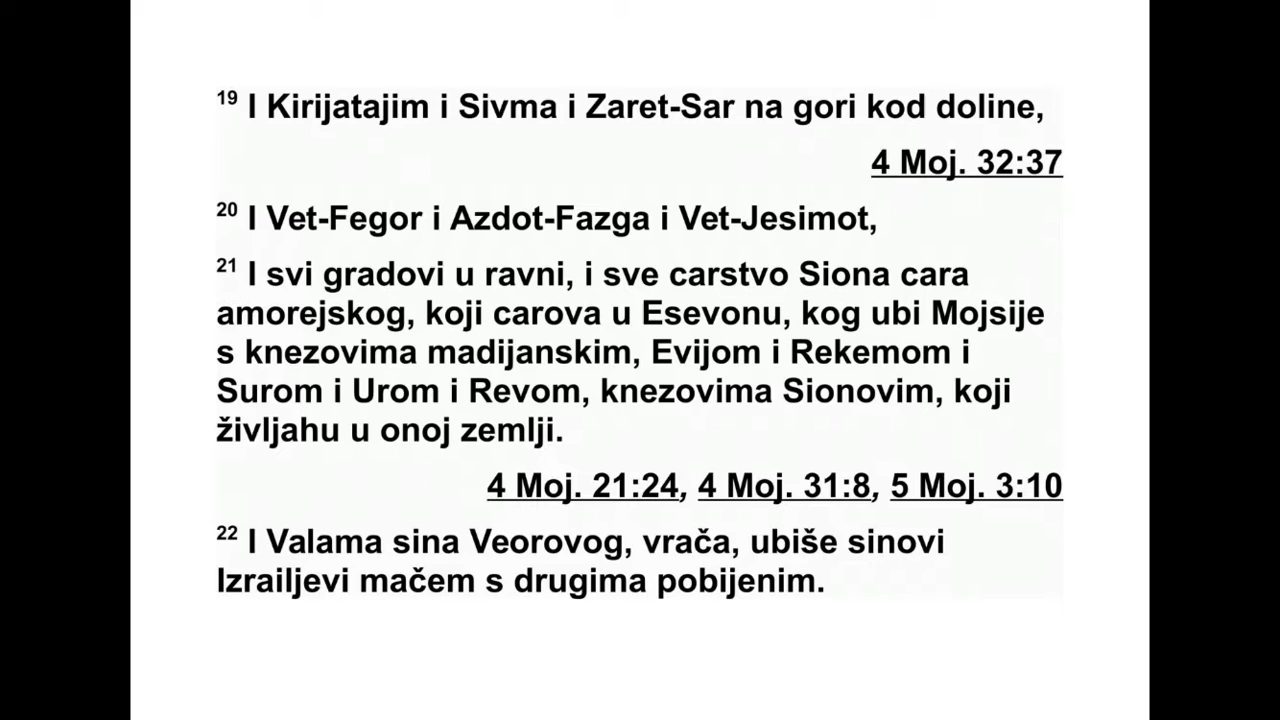 19 I Kirijatajim i Sivma i Zaret-Sar na gori kod doline,
4 Moj. 32:37
20 I Vet-Fegor i Azdot-Fazga i Vet-Jesimot,
21 I svi gradovi u ravni, i sve carstvo Siona cara
amorejskog, koji carova u Esevonu, kog ubi Mojsije
s knezovima madijanskim, Evijom i Rekemom i
Surom i Urom i Revom, knezovima Sionovim, koji
življahu u onoj zemlji.
4 Moj. 21:24, 4 Moj. 31:8, 5 Moj. 3:10
22 I Valama sina Veorovog, vrača, ubiše sinovi
Izrailjevi mačem s drugima pobijenim.